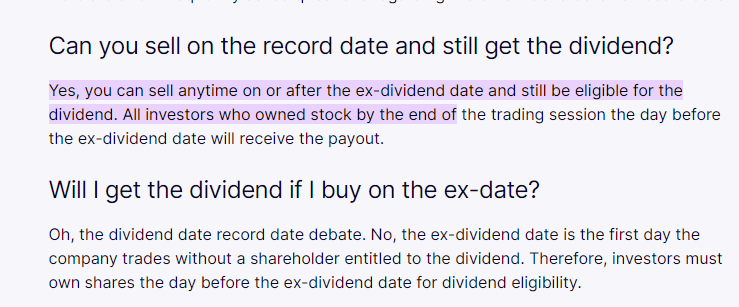 Can you sell on the record date and still get the dividend?
Yes, you can sell anytime on or after the ex-dividend date and still be eligible for the
dividend. All investors who owned stock by the end of the trading session the day before
the ex-dividend date will receive the payout.
Will I get the dividend if I buy on the ex-date?
Oh, the dividend date record date debate. No, the ex-dividend date is the first day the
company trades without a shareholder entitled to the dividend. Therefore, investors must
own shares the day before the ex-dividend date for dividend eligibility.